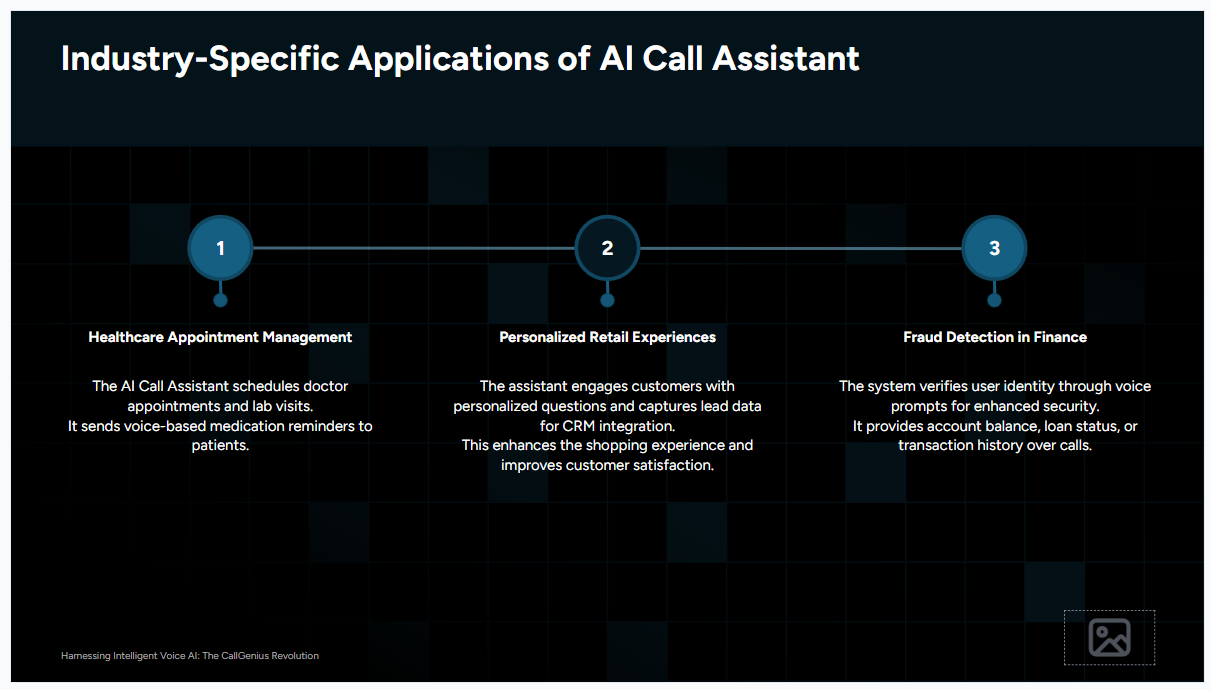 Industry-Specific Applications of AI Call Assistant
1
2
3
Healthcare Appointment Management
The AI Call Assistant schedules doctor
appointments and lab visits.
It sends voice-based medication reminders to
patients.
Personalized Retail Experiences
The assistant engages customers with
personalized questions and captures lead data
for CRM integration.
This enhances the shopping experience and
improves customer satisfaction.
Fraud Detection in Finance
The system verifies user identity through voice
prompts for enhanced security.
It provides account balance, loan status, or
transaction history over calls.
Harnessing Intelligent Voice AI: The CallGenius Revolution